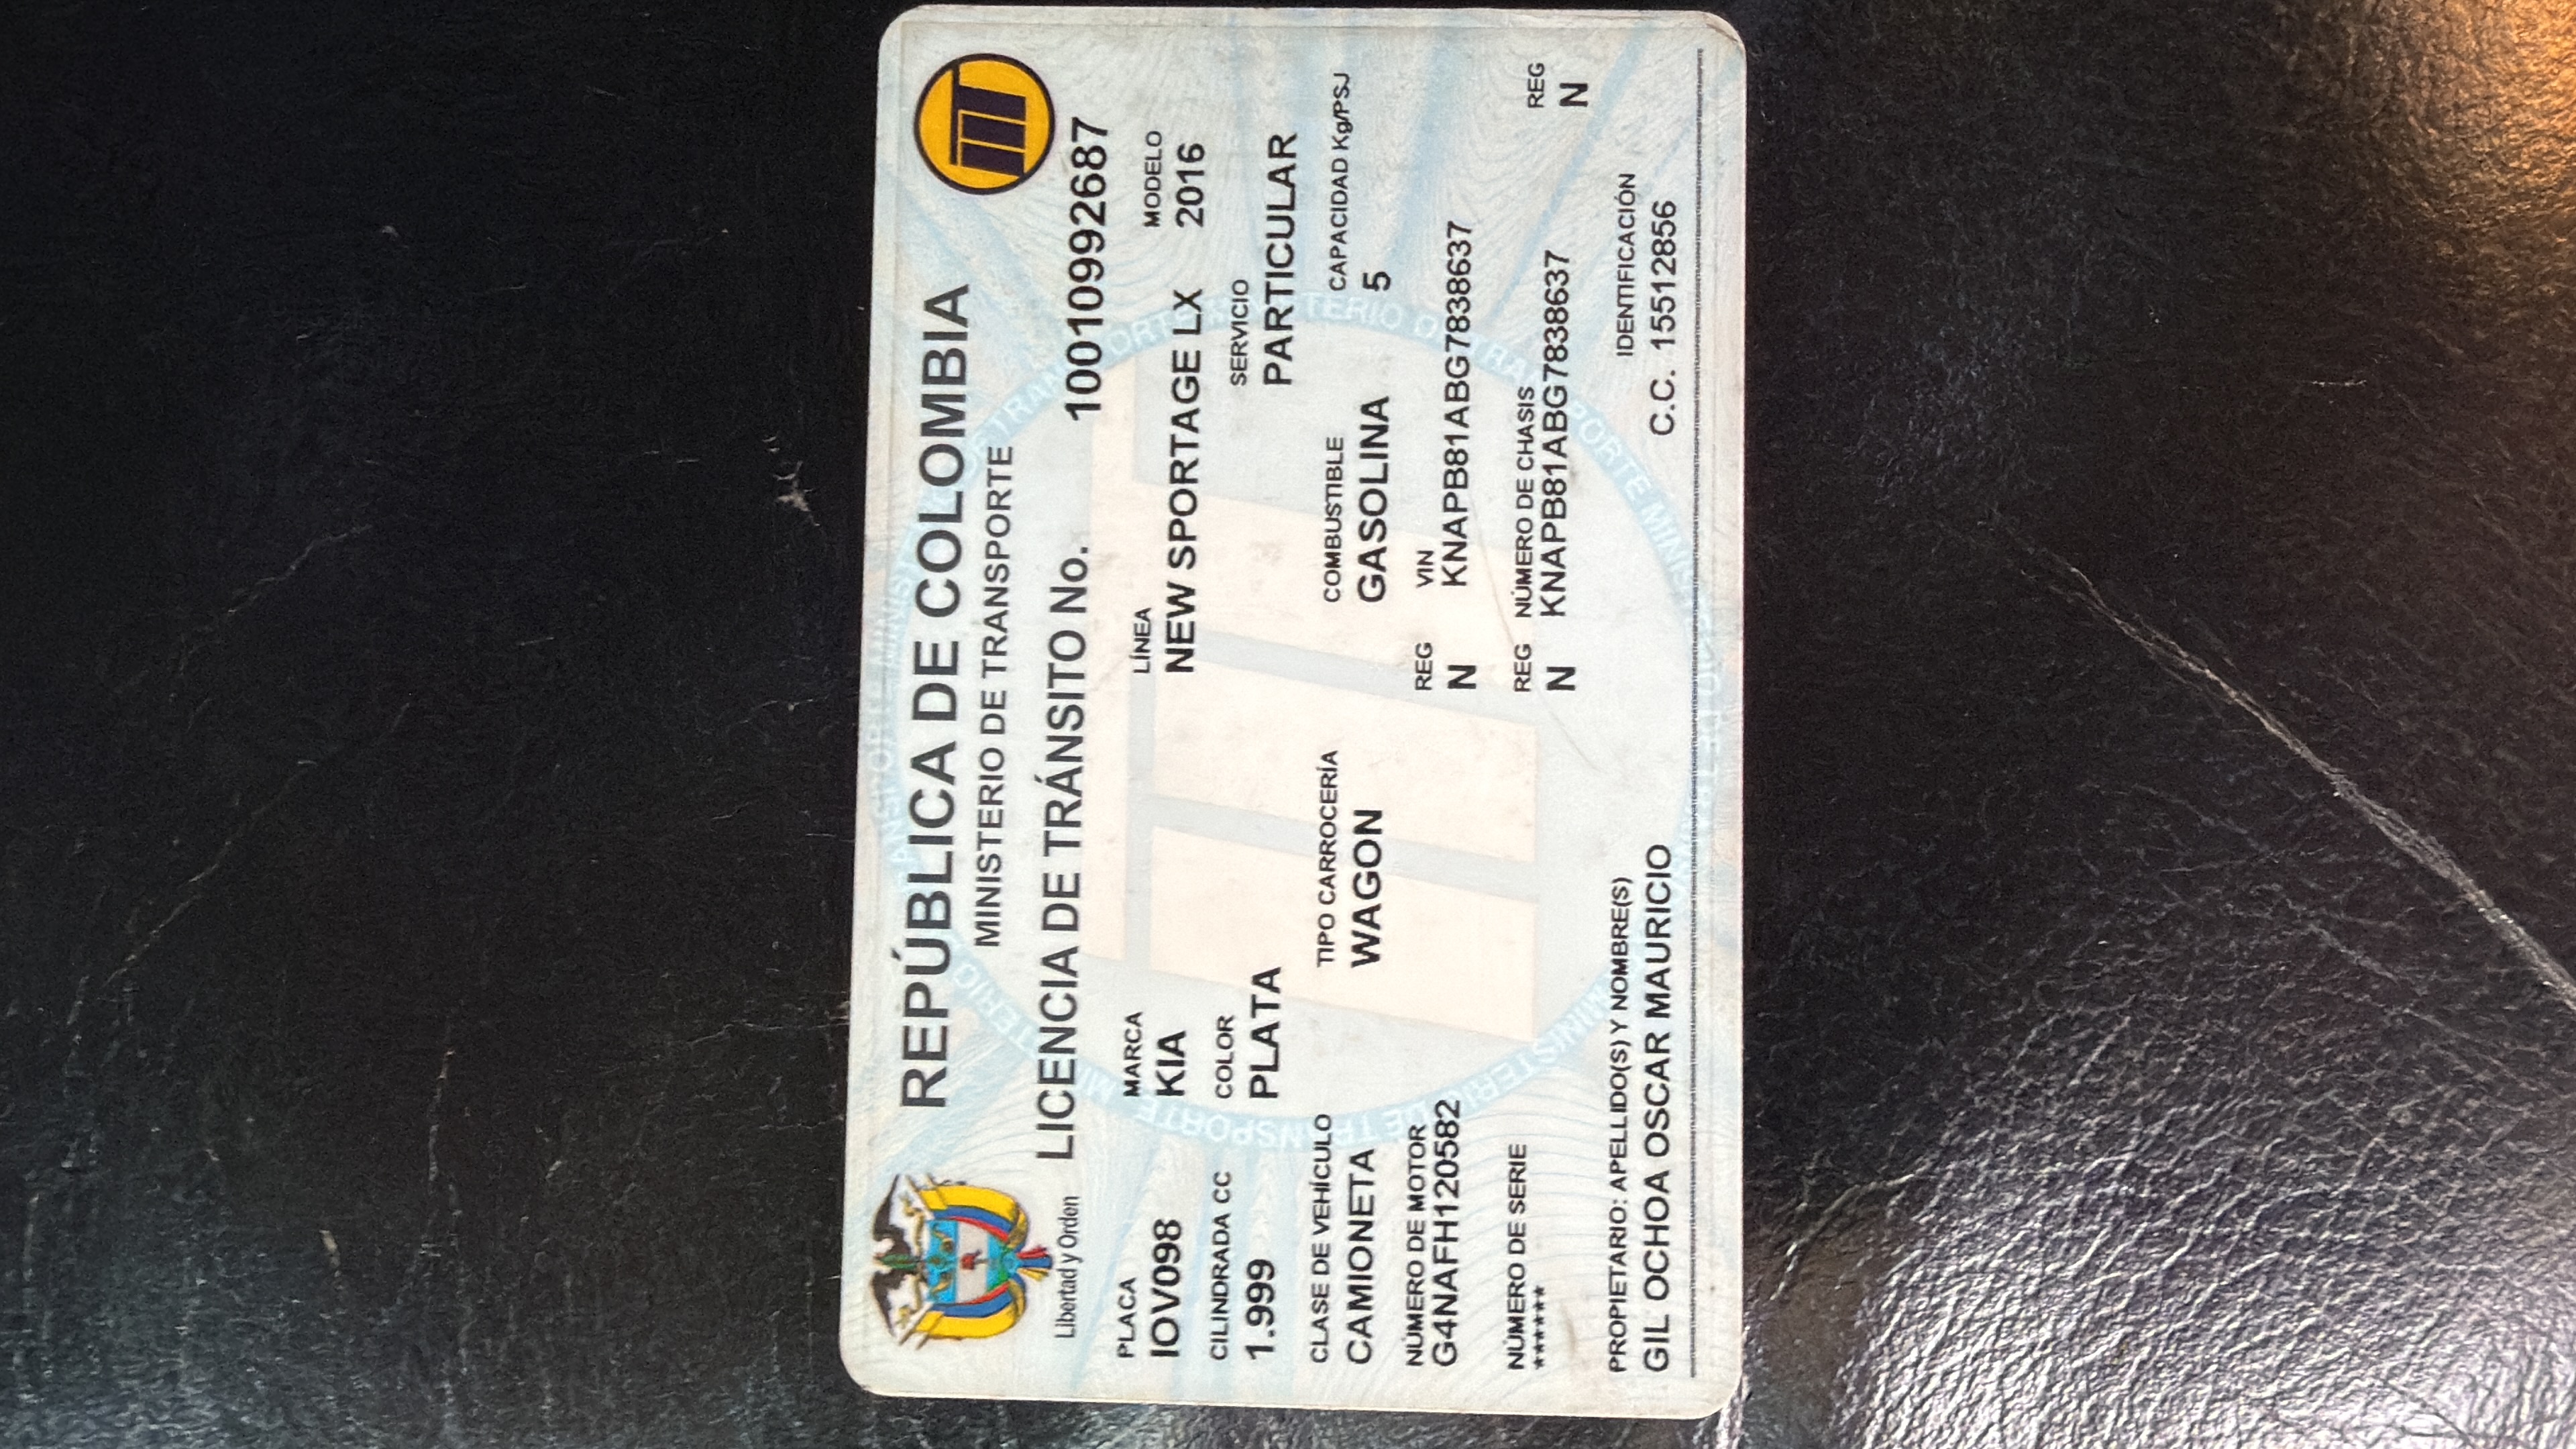 REPÚBLICA DE COLOMBIA
MINISTERIO DE TRANSPORTE
Libertad y Orden
LICENCIA DE TRÁNSITO No. 10010992687
PLACA MARCA LÍNEA MODELO
IOV098 KIA NEW SPORTAGE LX 2016
CILINDRADA CC COLOR SERVICIO
1.999 PLATA PARTICULAR
CLASE DE VEHÍCULO TIPO CARROCERÍA COMBUSTIBLE CAPACIDAD Kg/PSJ
CAMIONETA WAGON GASOLINA 5
NÚMERO DE MOTOR REG VIN
G4NAFH120582 N KNAPB81ABG7838637
NÚMERO DE SERIE REG NÚMERO DE CHASIS REG
******* N KNAPB81ABG7838637 N
PROPIETARIO: APELLIDO(S) Y NOMBRE(S) IDENTIFICACIÓN
GIL OCHOA OSCAR MAURICIO C.C. 15512856